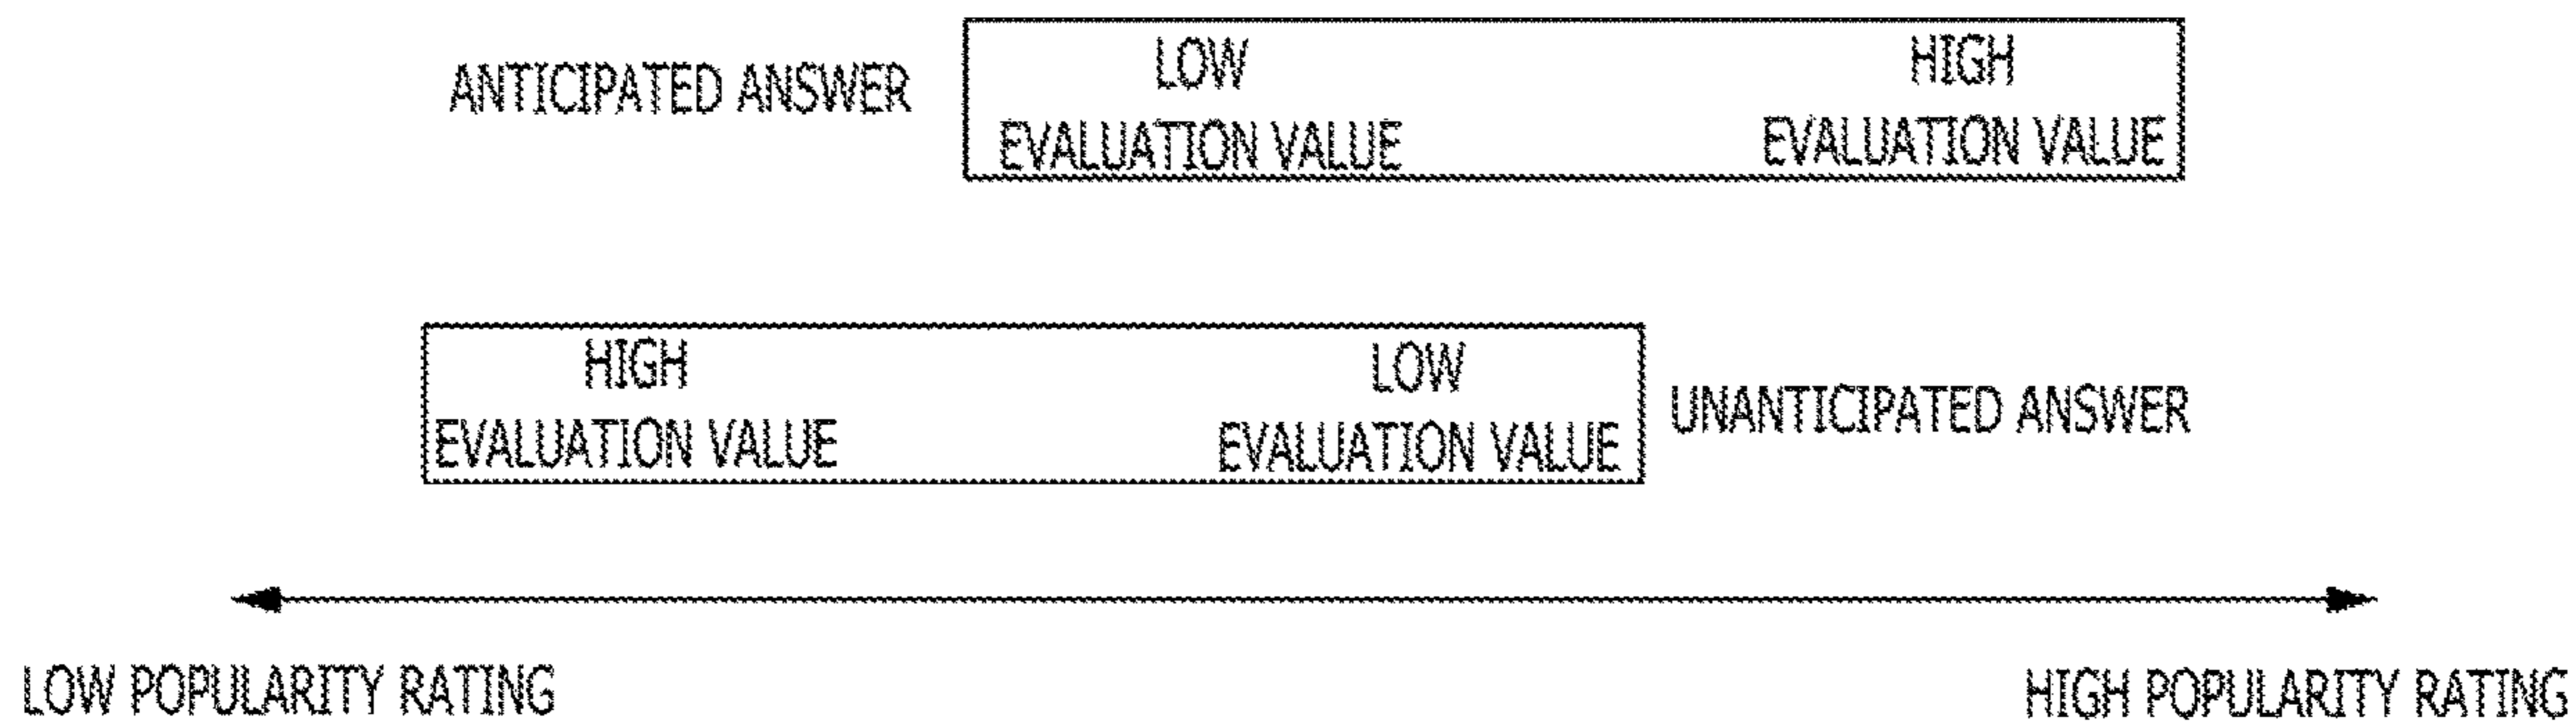 ANTICIPATED ANSWER
LOW
EVALUATION VALUE
HIGH
EVALUATION VALUE
HIGH
EVALUATION VALUE
LOW
EVALUATION VALUE
UNANTICIPATED ANSWER
LOW POPULARITY RATING
HIGH POPULARITY RATING